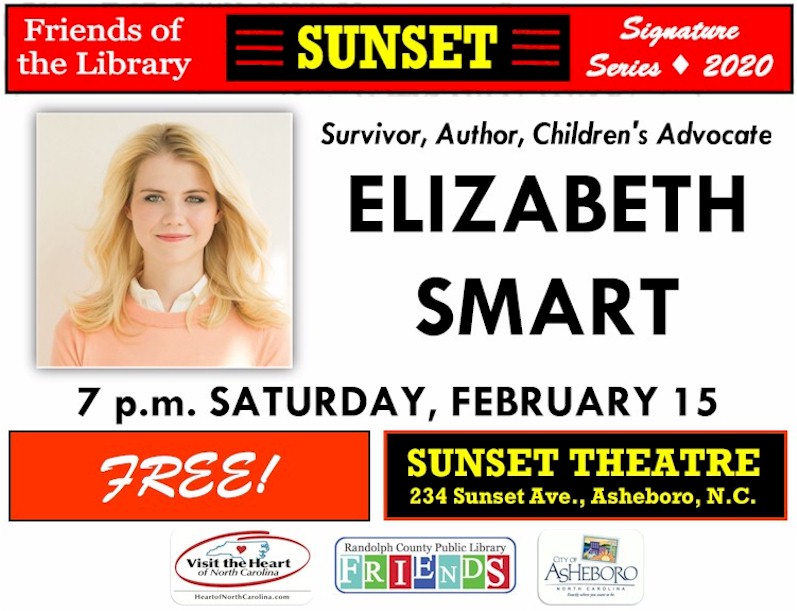 Friends of
the Library
SUNSET
Signature
Series ♦ 2020
Survivor, Author, Children's Advocate
ELIZABETH
SMART
7 p.m. SATURDAY, FEBRUARY 15
FREE!
SUNSET THEATRE
234 Sunset Ave., Asheboro, N.C.
Visit the Heart
of North Carolina
HeartofNorthCarolina.com
Randolph County Public Library
FRIENDS
CITY OF
ASHEBORO
NORTH CAROLINA